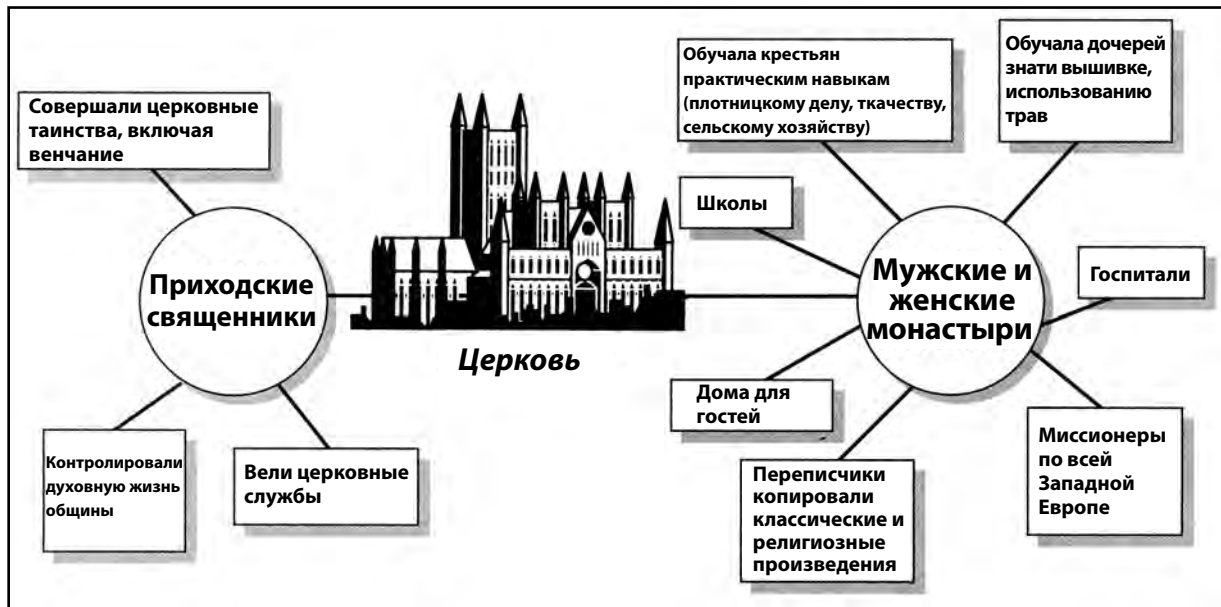 Совершали церковные
таинства, включая
венчание
Приходские
священники
Контролировали
духовную жизнь
общины
Вели церковные
службы
Церковь
Обучала крестьян
практическим навыкам
(плотницкому делу, ткачеству,
сельскому хозяйству)
Обучала дочерей
знати вышивке,
использованию
трав
Школы
Мужские и
женские
монастыри
Госпитали
Дома для
гостей
Переписчики
копировали
классические и
религиозные
произведения
Миссионеры
по всей
Западной
Европе